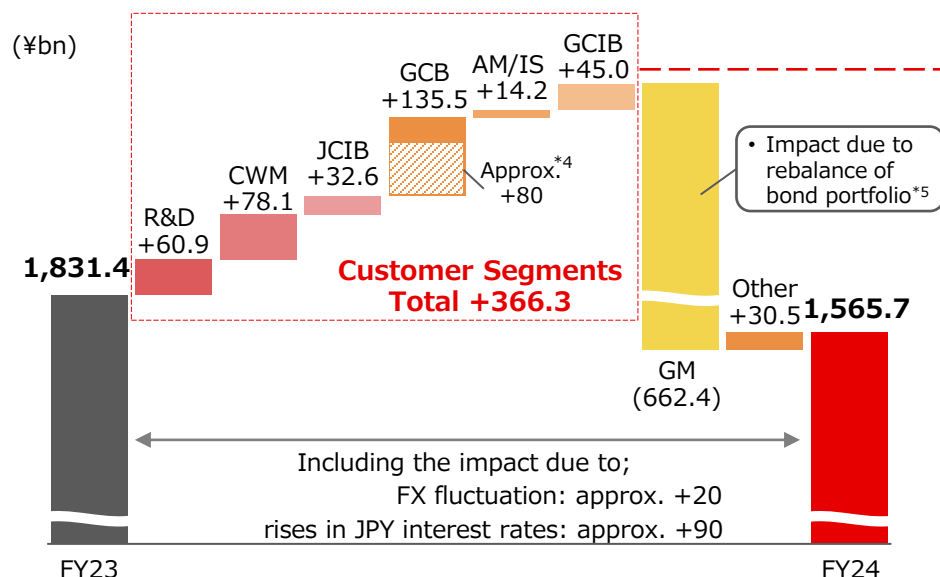 (¥bn)
1,831.4
R&D
+60.9
CWM
+78.1
JCIB
+32.6
GCB
+135.5
Approx.*4
+80
AM/IS
+14.2
GCIB
+45.0
Customer Segments
Total +366.3
• Impact due to
rebalance of
bond portfolio*5
GM
(662.4)
Other
+30.5
1,565.7
Including the impact due to;
FX fluctuation: approx. +20
rises in JPY interest rates: approx. +90
FY23
FY24